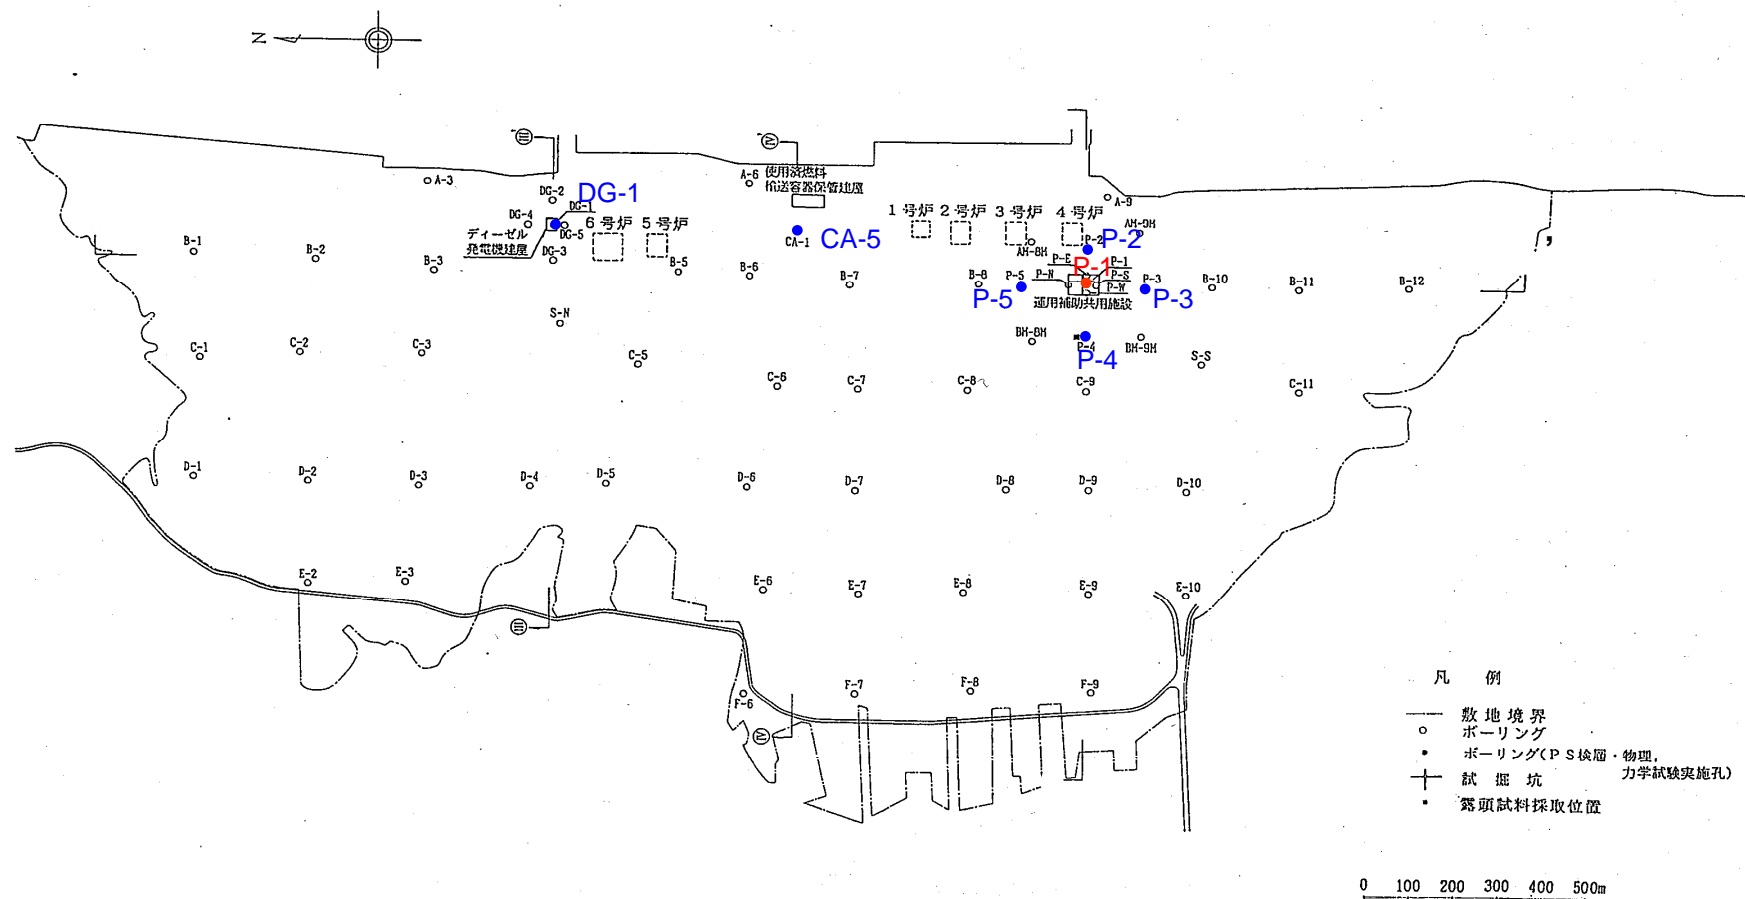 N
III
IV
A-3
A-6
使用済燃料
輸送容器保管建屋
DG-2
DG-1
DG-1
DG-4
DG-5
DG-3
ディーゼル
発電機建屋
6号炉
5号炉
CA-1
CA-5
1号炉
2号炉
3号炉
4号炉
A-9
AH-9H
AH-8H
P-2
P-2
B-1
B-2
B-3
B-5
B-6
B-7
B-8
P-5
P-5
P-E
P-N
P-1
P-1
P-S
P-W
運用補助共用施設
P-3
P-3
B-10
B-11
B-12
S-N
C-1
C-2
C-3
C-5
C-6
C-7
C-8
BH-8H
P-4
P-4
BH-9H
C-9
S-S
C-11
D-1
D-2
D-3
D-4
D-5
D-6
D-7
D-8
D-9
D-10
E-2
E-3
E-6
E-7
E-8
E-9
E-10
III
F-6
F-7
F-8
F-9
IV
凡 例
敷地境界
ボーリング
ボーリング(PS検層・物理,
力学試験実施孔)
試掘坑
露頭試料採取位置
0 100 200 300 400 500m